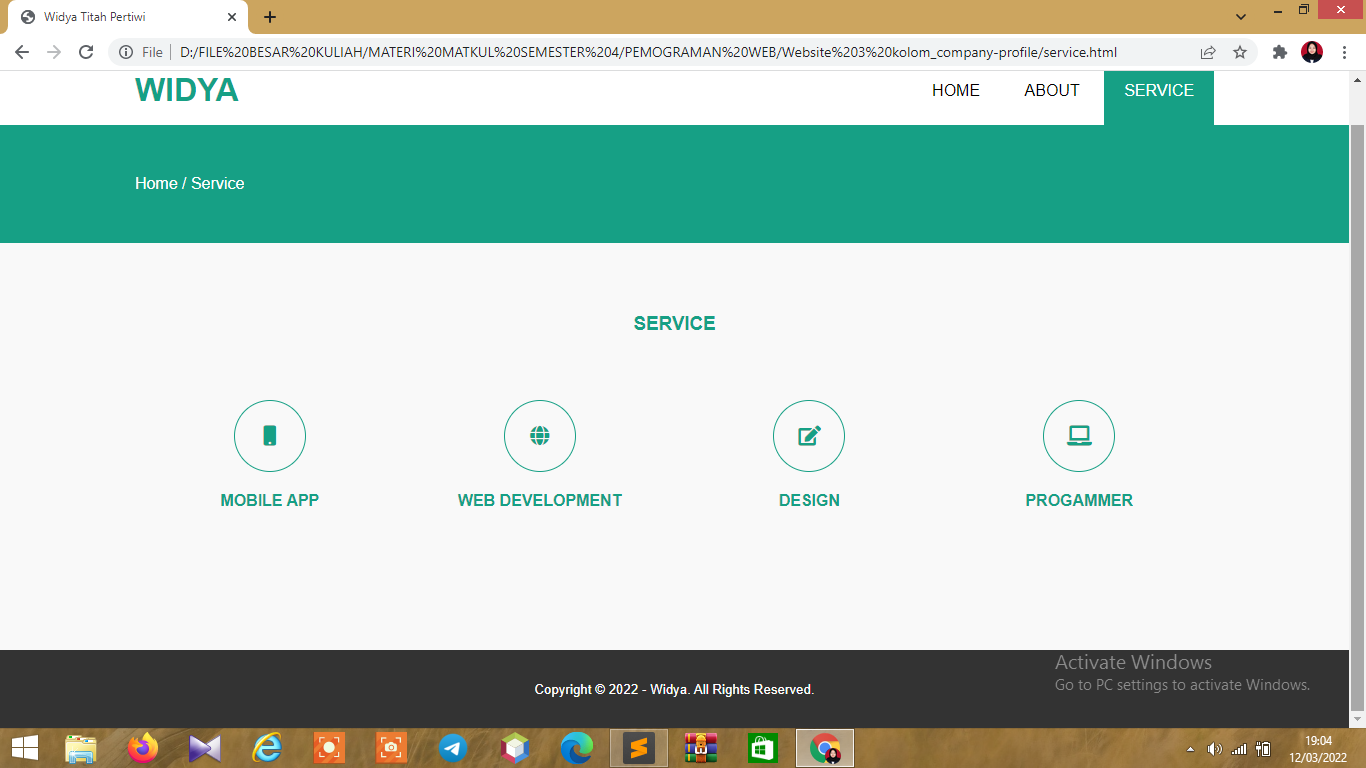 Widya Titah Pertiwi
File D:/FILE%20BESAR%20KULIAH/MATERI%20MATKUL%20SEMESTER%204/PEMOGRAMAN%20WEB/Website%203%20kolom_company-profile/service.html
WIDYA
HOME ABOUT SERVICE
Home / Service
SERVICE
MOBILE APP WEB DEVELOPMENT DESIGN PROGAMMER
Activate Windows
Go to PC settings to activate Windows.
Copyright © 2022 - Widya. All Rights Reserved.
19:04
12/03/2022